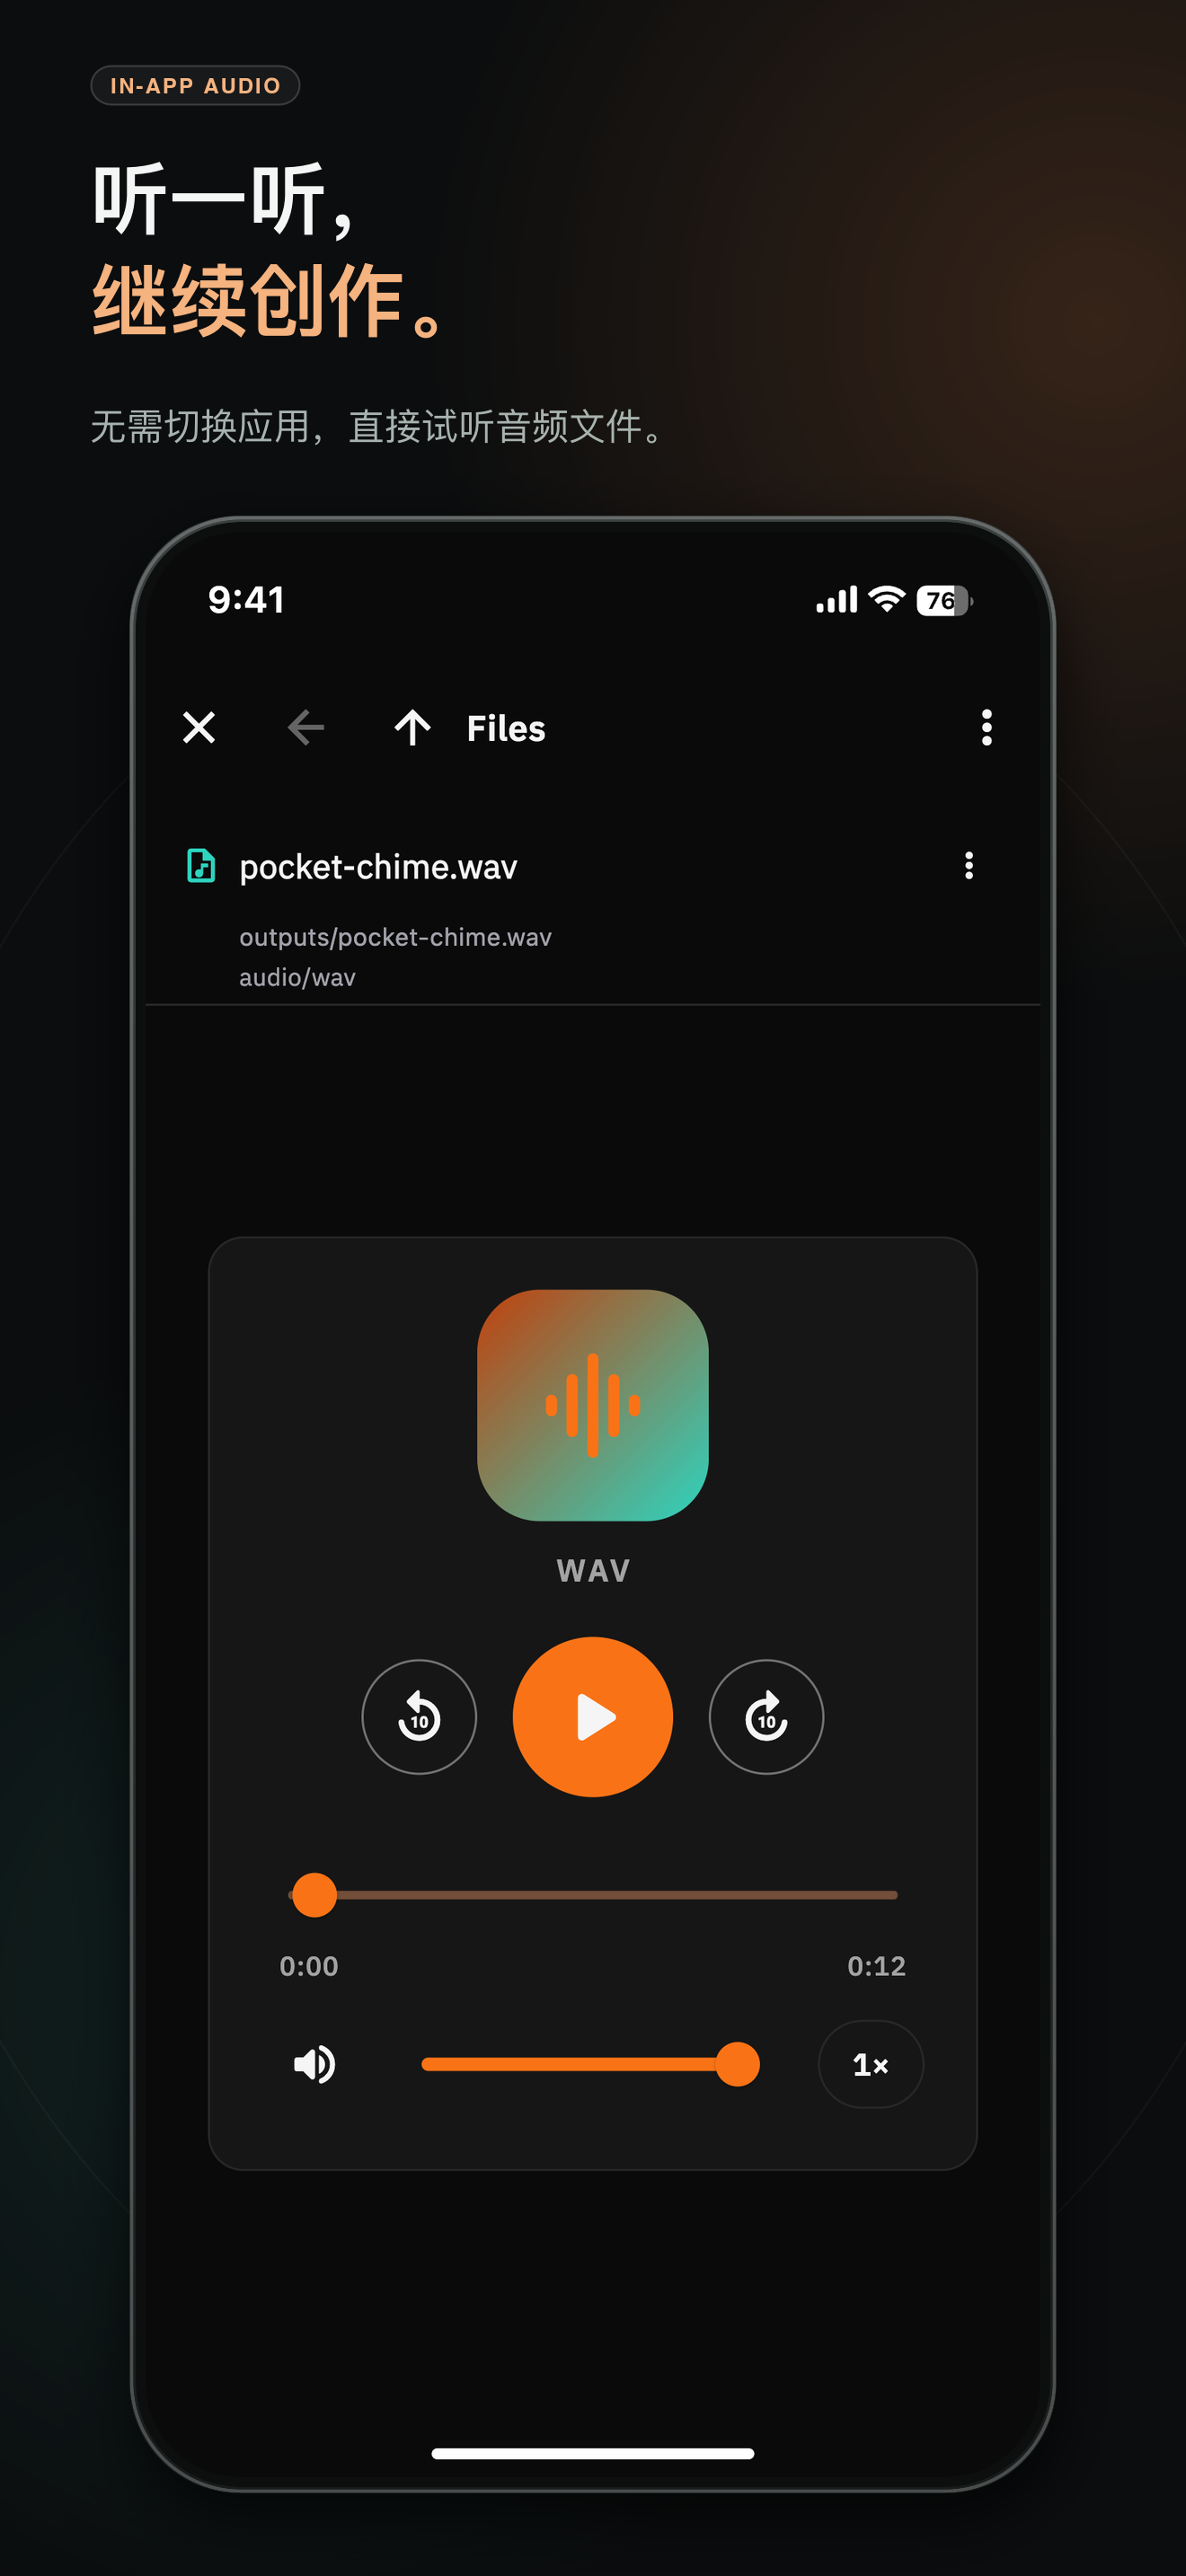 IN-APP AUDIO
听一听，
继续创作。
无需切换应用，直接试听音频文件。
9:41
76
Files
pocket-chime.wav
outputs/pocket-chime.wav
audio/wav
WAV
10
10
0:00
0:12
1×